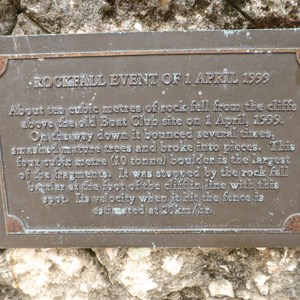 ROCKFALL EVENT OF 1 APRIL 1999
About ten cubic metres of rock fell from the cliffs
above the old Boat Club site on 1 April, 1999.
On the way down it bounced several times,
smashed mature trees and broke into pieces. This
four cubic metre (10 tonne) boulder is the largest
of the fragments. It was stopped by the rock fall
barrier at the foot of the cliff in line with this
spot. Its velocity when it hit the fence is
estimated at 20km/hr.